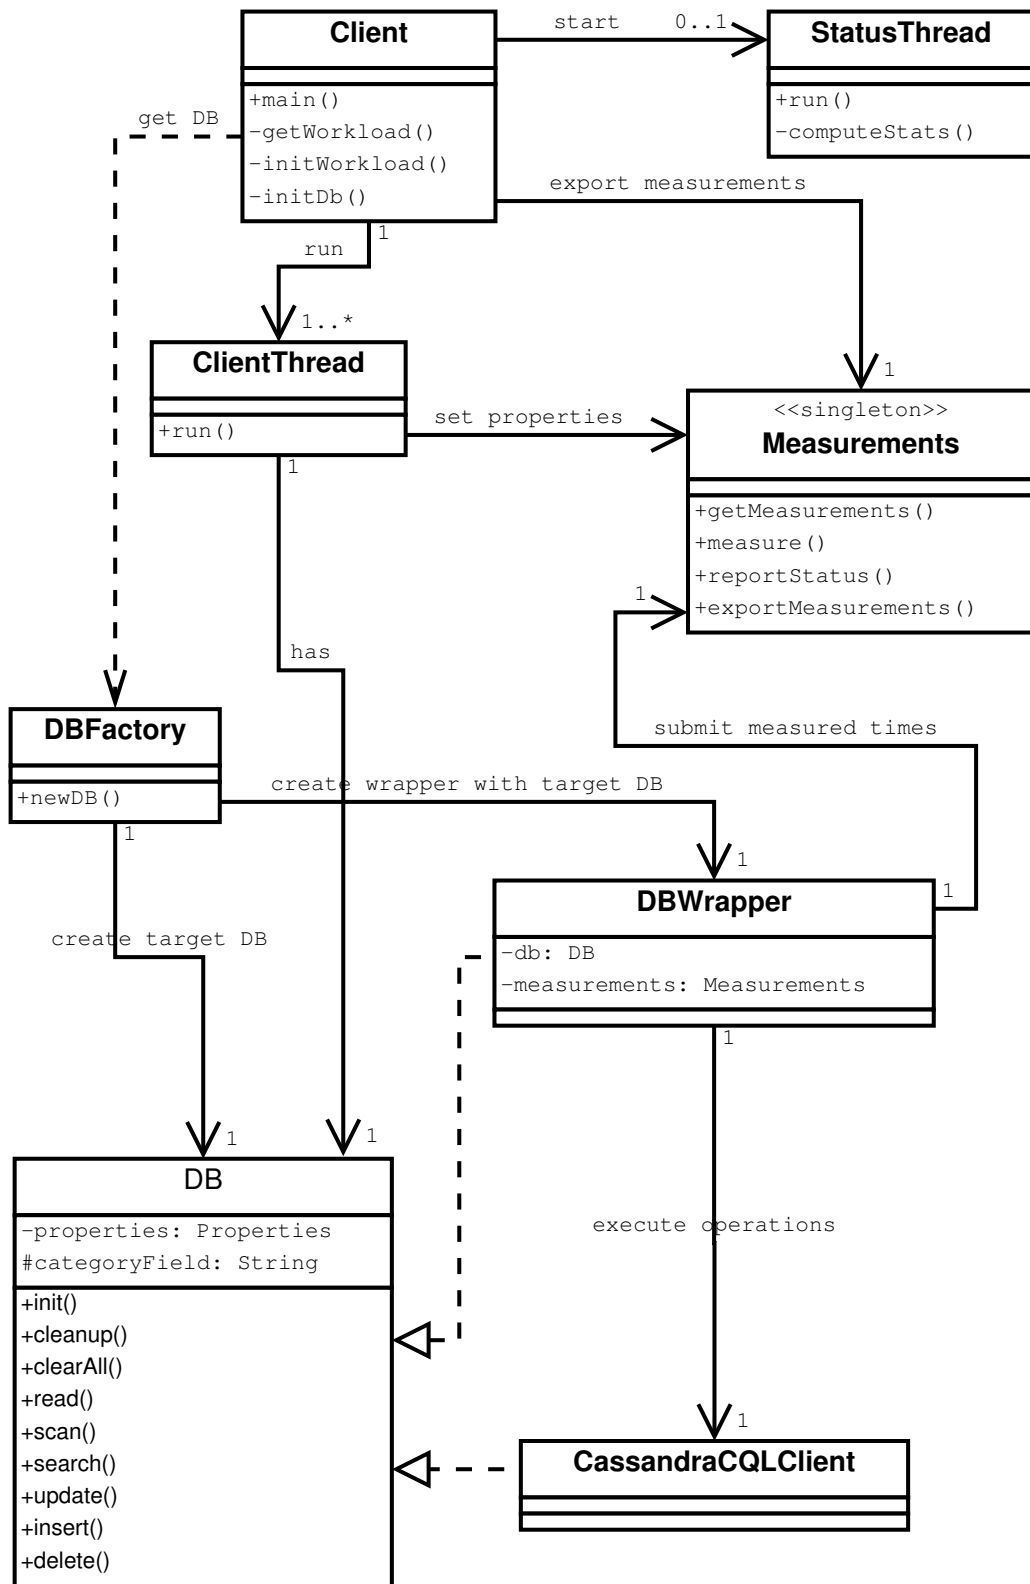 Client
+main()
-getWorkload()
-initWorkload()
-initDb()
start
0..1
StatusThread
+run()
-computeStats()
get DB
export measurements
1
run
1..*
1
ClientThread
+run()
set properties
1
<<singleton>>
Measurements
+getMeasurements()
+measure()
+reportStatus()
+exportMeasurements()
1
has
submit measured times
DBFactory
+newDB()
create wrapper with target DB
1
1
DBWrapper
-db: DB
-measurements: Measurements
1
1
create target DB
1
1
DB
-properties: Properties
#categoryField: String
+init()
+cleanup()
+clearAll()
+read()
+scan()
+search()
+update()
+insert()
+delete()
execute operations
1
CassandraCQLClient